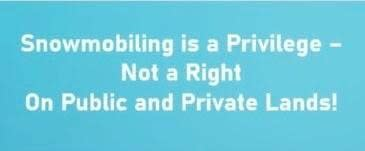 Snowmobiling is a Privilege –
Not a Right
On Public and Private Lands!